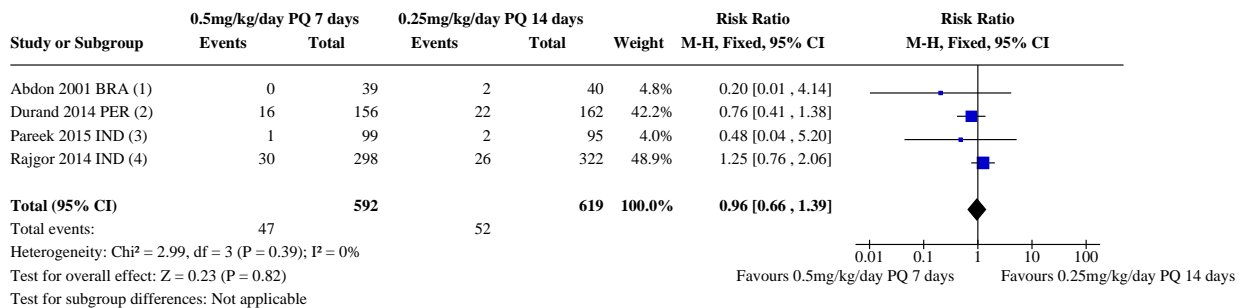 0.5mg/kg/day PQ 7 days 0.25mg/kg/day PQ 14 days Risk Ratio Risk Ratio
Study or Subgroup Events Total Events Total Weight M-H, Fixed, 95% CI M-H, Fixed, 95% CI
Abdon 2001 BRA (1) 0 39 2 40 4.8% 0.20 [0.01 , 4.14]
Durand 2014 PER (2) 16 156 22 162 42.2% 0.76 [0.41 , 1.38]
Pareek 2015 IND (3) 1 99 2 95 4.0% 0.48 [0.04 , 5.20]
Rajgor 2014 IND (4) 30 298 26 322 48.9% 1.25 [0.76 , 2.06]
Total (95% CI) 592 619 100.0% 0.96 [0.66 , 1.39]
Total events: 47 52
Heterogeneity: Chi² = 2.99, df = 3 (P = 0.39); I² = 0%
0.01 0.1 1 10 100
Test for overall effect: Z = 0.23 (P = 0.82)
Favours 0.5mg/kg/day PQ 7 days Favours 0.25mg/kg/day PQ 14 days
Test for subgroup differences: Not applicable